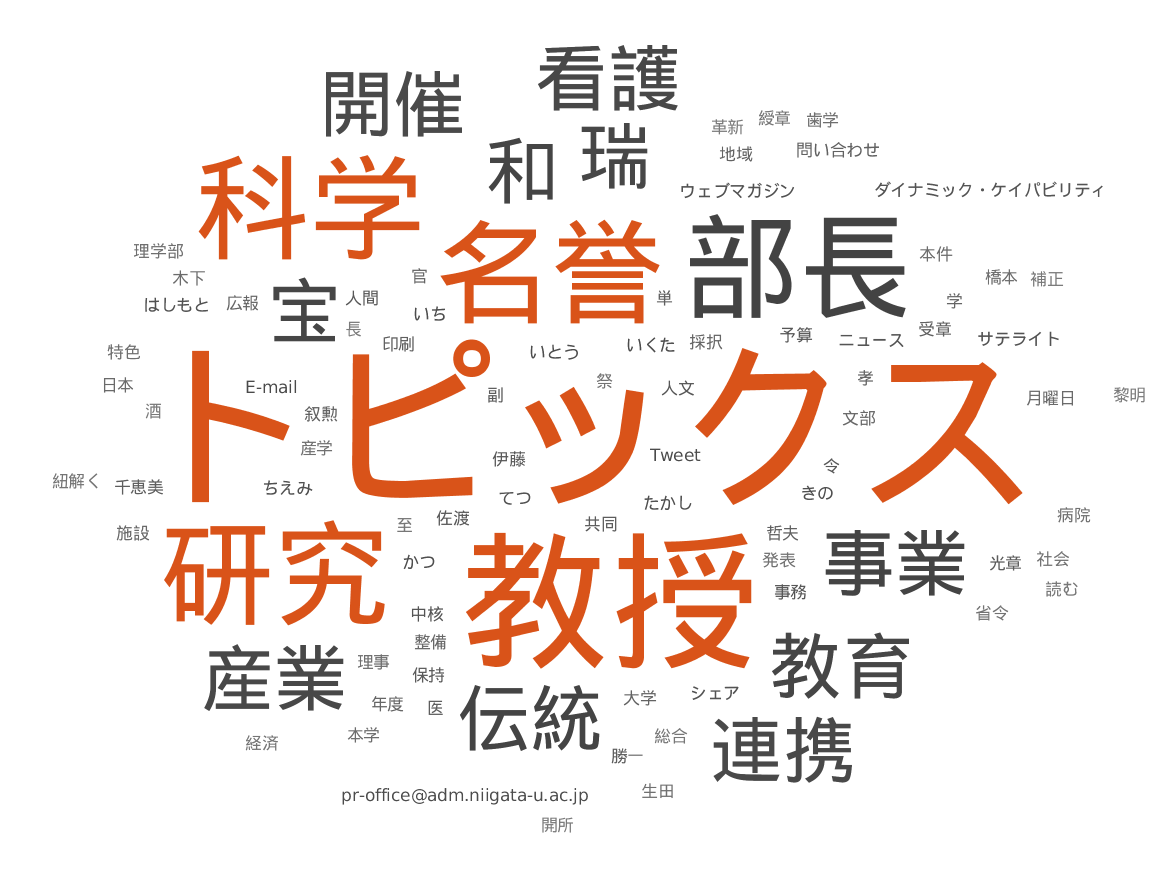 看護
開催
革新
綬章
歯学
和
瑞
地域
問い合わせ
科学
ウェブマガジン
ダイナミック・ケイパビリティ
名誉
部長
理学部
本件
木下
官
橋本
補正
はしもと
広報
宝
人間
単
学
いち
長
印刷
いとう
いくた
採択
予算
ニュース
受章
サテライト
特色
トピックス
日本
E-mail
副
祭
人文
孝
月曜日
黎明
酒
叙勲
文部
産学
伊藤
Tweet
令
紐解く
千恵美
ちえみ
てつ
たかし
きの
施設
至
佐渡
共同
哲夫
病院
研究
かつ
教授
発表
事業
光章
社会
事務
読む
中核
省令
整備
産業
理事
保持
教育
年度
医
伝統
大学
シェア
経済
本学
総合
連携
勝一
pr-office@adm.niigata-u.ac.jp
生田
開所